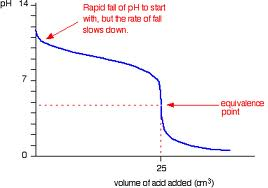 pH
14
Rapid fall of pH to start
with, but the rate of fall
slows down.
7
equivalence
point
0
25
volume of acid added (cm³)